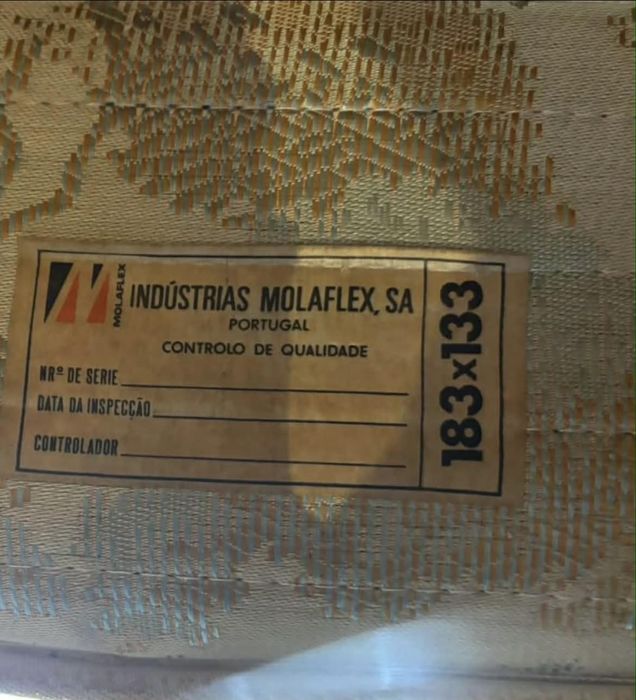 MOLAFLEX
INDÚSTRIAS MOLAFLEX, SA
PORTUGAL
CONTROLO DE QUALIDADE
NRº DE SERIE
DATA DA INSPECÇÃO
CONTROLADOR
183x133